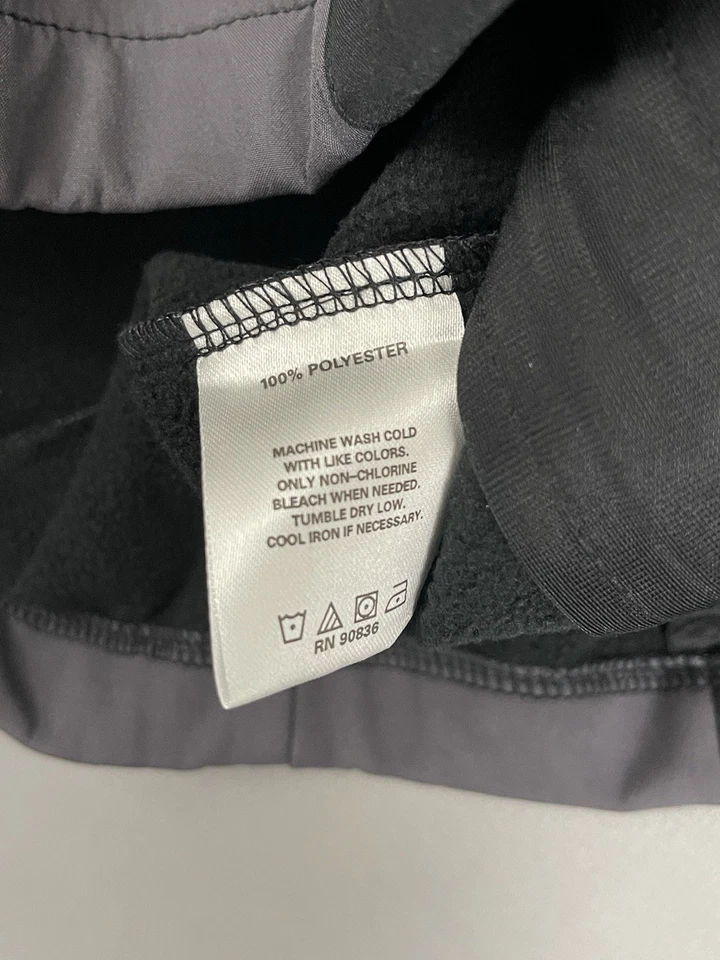 100% POLYESTER
MACHINE WASH COLD
WITH LIKE COLORS.
ONLY NON-CHLORINE
BLEACH WHEN NEEDED.
TUMBLE DRY LOW.
COOL IRON IF NECESSARY.
RN 90836